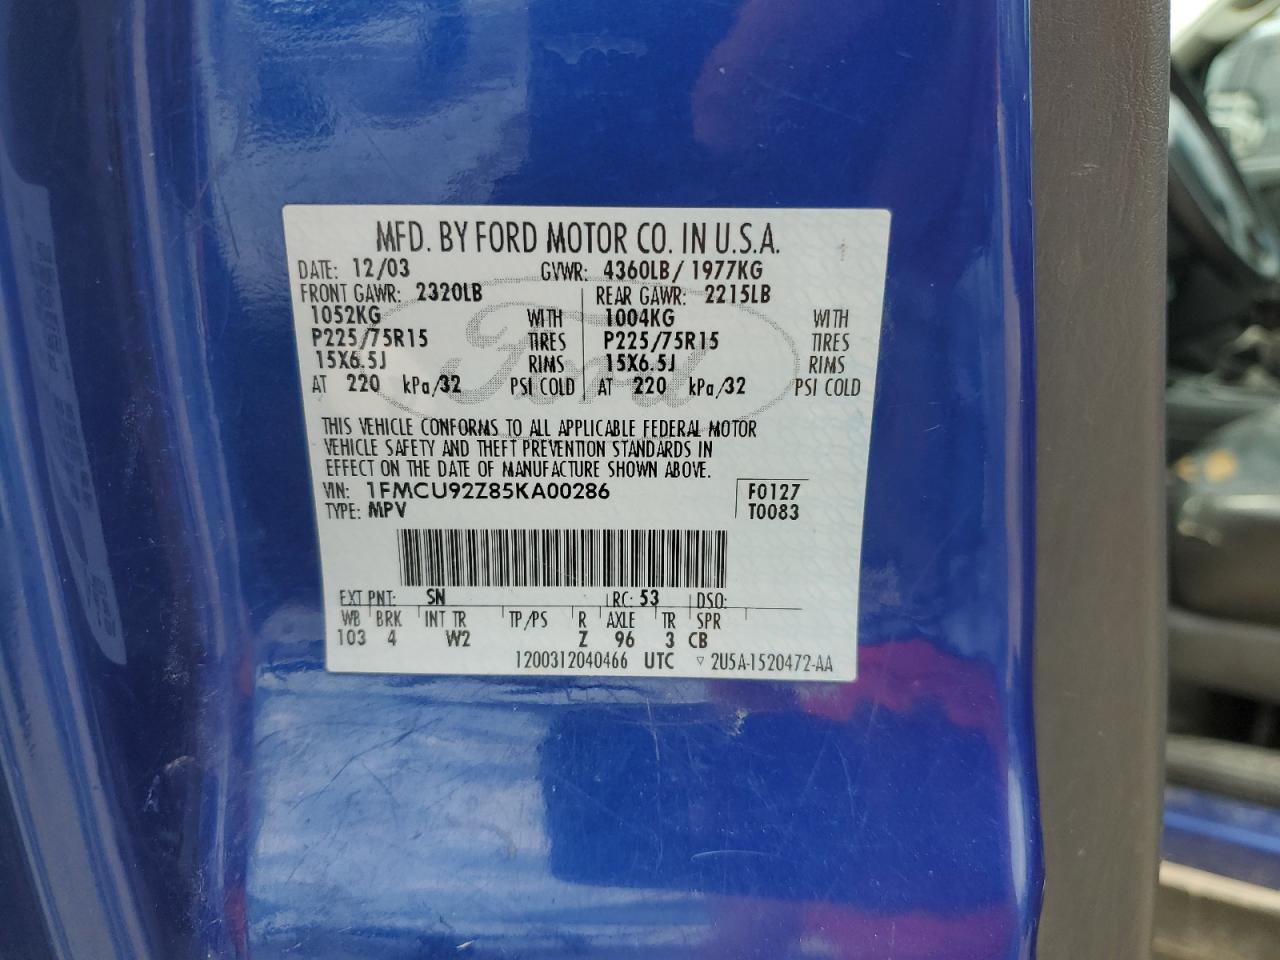 MFD. BY FORD MOTOR CO. IN U.S.A.
DATE: 12/03 GVWR: 4360LB/ 1977KG
FRONT GAWR: 2320LB REAR GAWR: 2215LB
1052KG WITH 1004KG WITH
P225/75R15 TIRES P225/75R15 TIRES
15X6.5J RIMS 15X6.5J RIMS
AT 220 kPa/32 PSI COLD AT 220 kPa/32 PSI COLD
Ford
THIS VEHICLE CONFORMS TO ALL APPLICABLE FEDERAL MOTOR
VEHICLE SAFETY AND THEFT PREVENTION STANDARDS IN
EFFECT ON THE DATE OF MANUFACTURE SHOWN ABOVE.
VIN: 1FMCU92Z85KA00286 F0127
TYPE: MPV T0083
EXT PNT: SN RC: 53 DSO:
WB BRK INT TR TP/PS R AXLE TR SPR
103 4 W2 Z 96 3 CB
1200312040466 UTC ▽ 2U5A-1520472-AA